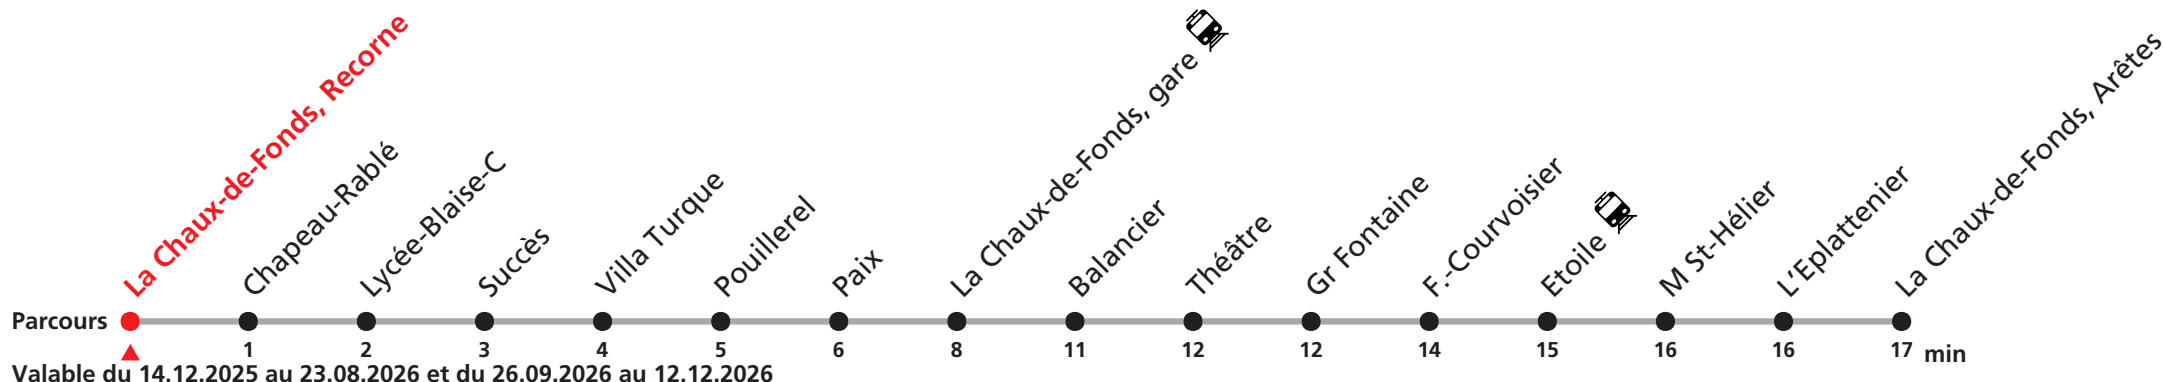 La Chaux-de-Fonds, Recorne
Chapeau-Rablé
Lycée-Blaise-C
Succès
Villa Turque
Pouillerel
Paix
La Chaux-de-Fonds, gare
Balancier
Théâtre
Gr Fontaine
F.-Courvoisier
Etoile
M St-Hélier
L'Eplattenier
La Chaux-de-Fonds, Arêtes
Parcours
1 2 3 4 5 6 8 11 12 12 14 15 16 16 17 min
Valable du 14.12.2025 au 23.08.2026 et du 26.09.2026 au 12.12.2026